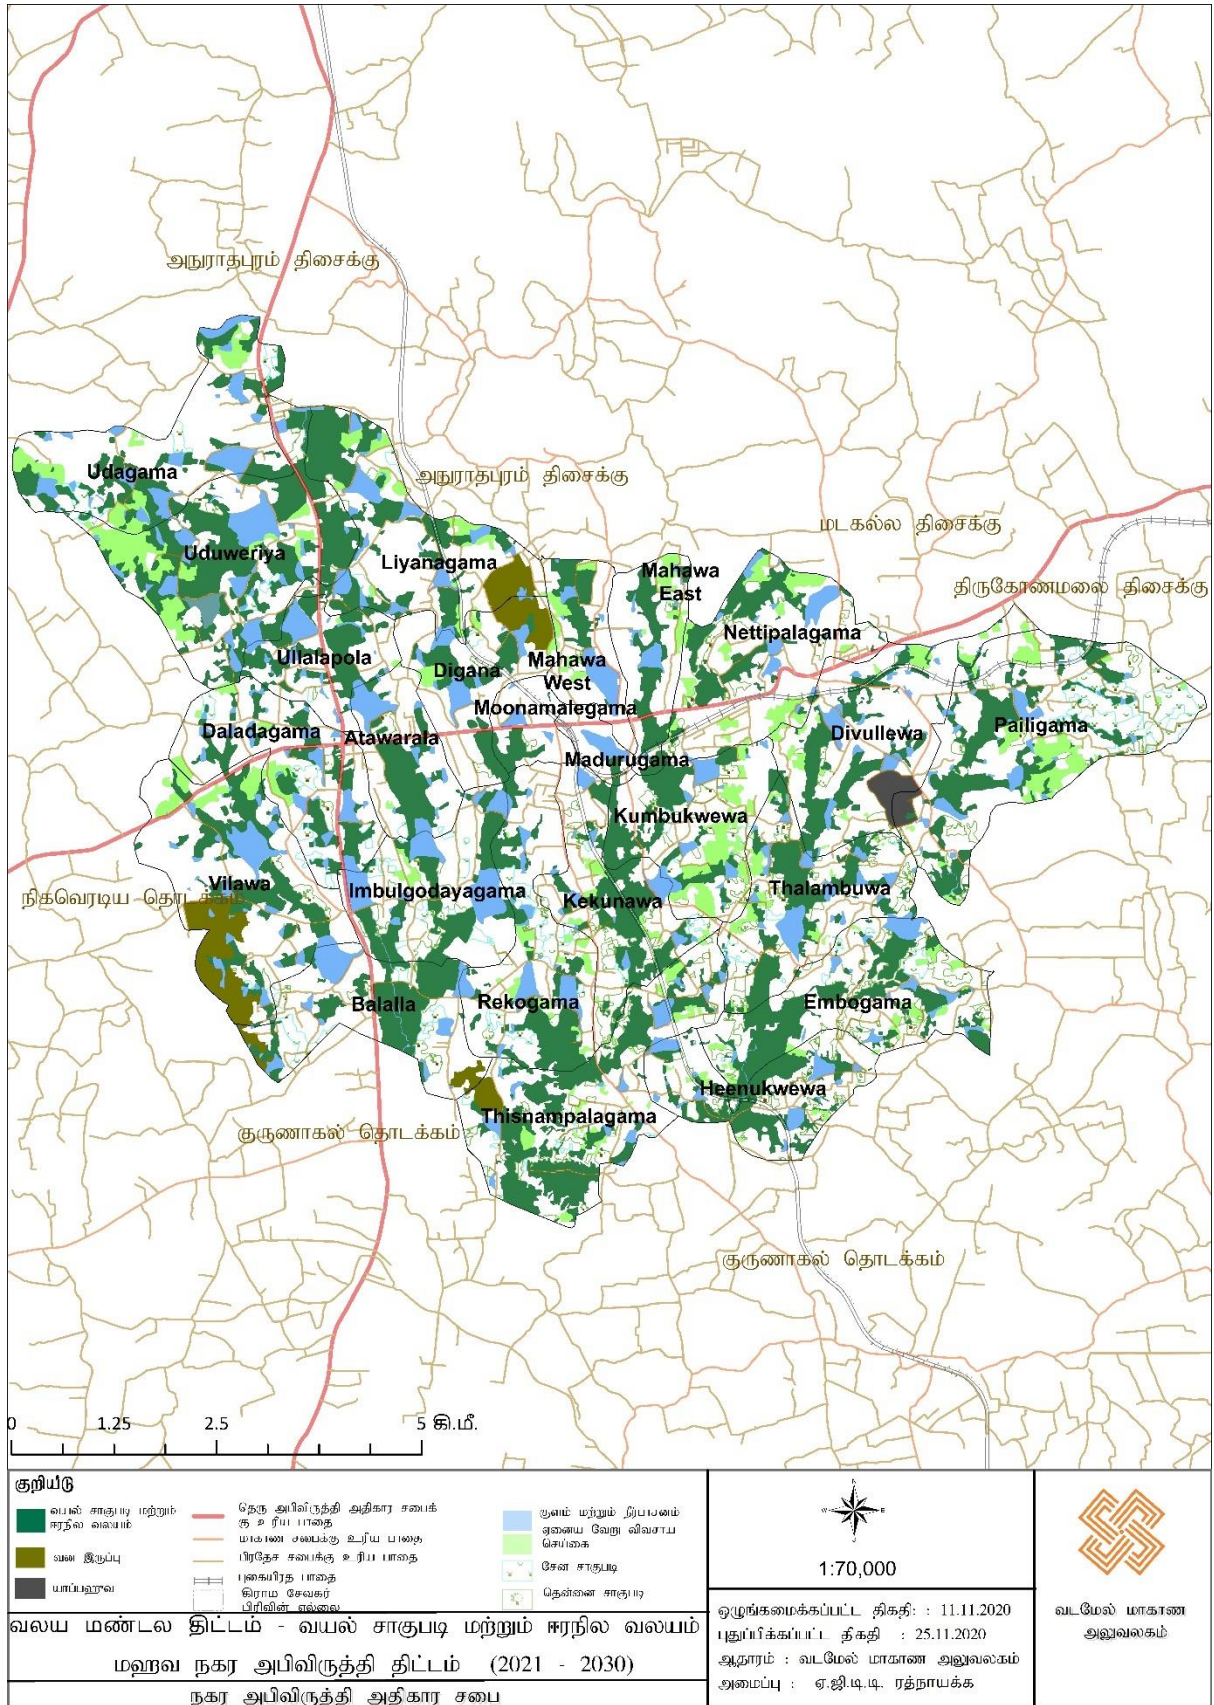 அநுராதபுரம் திசைக்கு
Udagama
அநுராதபுரம் திசைக்கு
மடகல்ல திசைக்கு
Uduweriya
Liyanagama
Mahawa
East
திருகோணமலை திசைக்கு
Nettipalagama
Ullalapola
Digana
Mahawa
West
Moonamalegama
Daladagama
Atawarala
Divullewa
Pailigama
Madurugama
Kumbukwewa
Vilawa
Imbulgodayagama
Thalambuwa
நிகவெரடிய தொடக்கம்
Kekunawa
Balalla
Rekogama
Embogama
Heenukwewa
Thisnampalagama
குருணாகல் தொடக்கம்
குருணாகல் தொடக்கம்
0 1.25 2.5 5 கி.மீ.
குறியீடு
வயல் சாகுபடி மற்றும்
ஈரநில வலயம்
வன இருப்பு
யாப்பஹுவ
தெரு அபிவிருத்தி அதிகார சபைக்
கு உரிய பாதை
மாகாண சபைக்கு உரிய பாதை
பிரதேச சபைக்கு உரிய பாதை
புகையிரத பாதை
கிராம சேவகர்
பிரிவின் எல்லை
குளம் மற்றும் நீர்பாசனம்
ஏனைய வேறு விவசாய
செய்கை
சேன சாகுபடி
தென்னை சாகுபடி
N
W E
S
1:70,000
ஒழுங்கமைக்கப்பட்ட திகதி: : 11.11.2020
புதுப்பிக்கப்பட்ட திகதி : 25.11.2020
ஆதாரம் : வடமேல் மாகாண அலுவலகம்
அமைப்பு : ஏ.ஜி.டி.டி. ரத்நாயக்க
வடமேல் மாகாண
அலுவலகம்
வலய மண்டல திட்டம் - வயல் சாகுபடி மற்றும் ஈரநில வலயம்
மஹவ நகர அபிவிருத்தி திட்டம் (2021 - 2030)
நகர அபிவிருத்தி அதிகார சபை